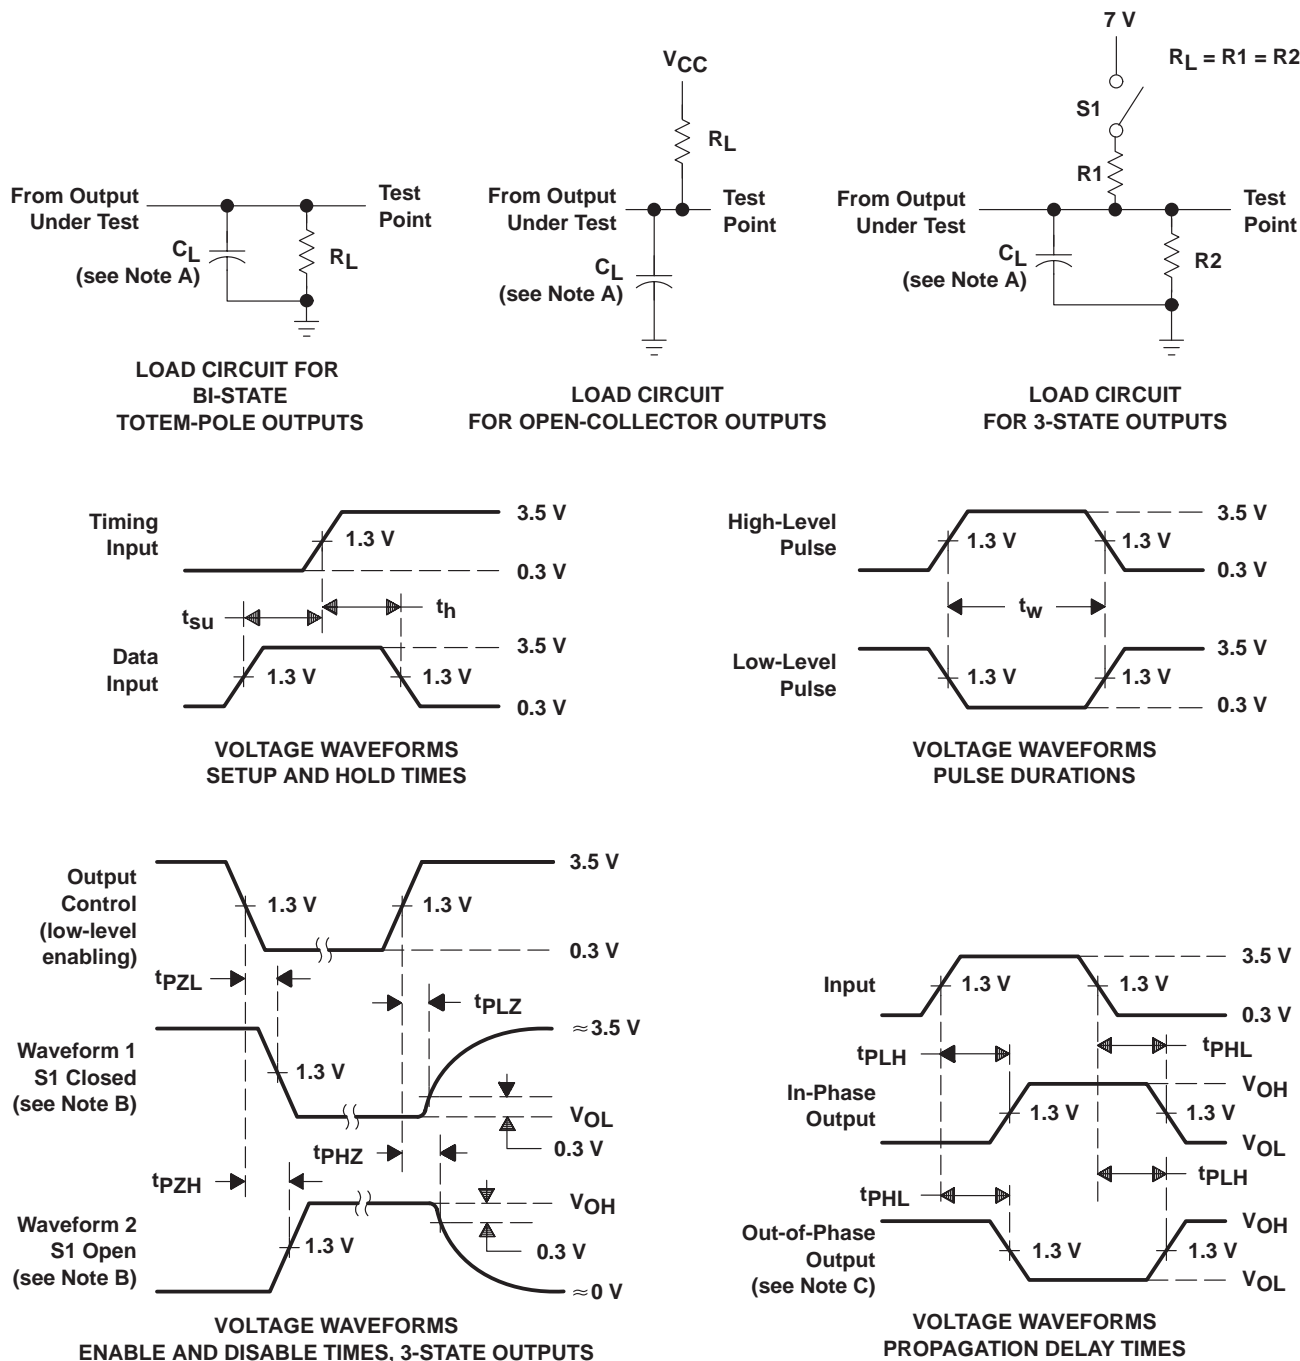 7 V
RL = R1 = R2
VCC
S1
RL
R1
From Output
Under Test
Test
Point
CL
(see Note A)
RL
From Output
Under Test
Test
Point
CL
(see Note A)
From Output
Under Test
Test
Point
CL
(see Note A)
R2
LOAD CIRCUIT FOR
BI-STATE
TOTEM-POLE OUTPUTS
LOAD CIRCUIT
FOR OPEN-COLLECTOR OUTPUTS
LOAD CIRCUIT
FOR 3-STATE OUTPUTS
Timing
Input
1.3 V
3.5 V
0.3 V
tsu
th
Data
Input
1.3 V
1.3 V
3.5 V
0.3 V
VOLTAGE WAVEFORMS
SETUP AND HOLD TIMES
High-Level
Pulse
1.3 V
1.3 V
3.5 V
0.3 V
tw
Low-Level
Pulse
1.3 V
1.3 V
3.5 V
0.3 V
VOLTAGE WAVEFORMS
PULSE DURATIONS
Output
Control
(low-level
enabling)
1.3 V
1.3 V
3.5 V
0.3 V
tPZL
tPLZ
Waveform 1
S1 Closed
(see Note B)
1.3 V
≈3.5 V
VOL
0.3 V
tPHZ
tPZH
Waveform 2
S1 Open
(see Note B)
1.3 V
VOH
0.3 V
≈0 V
VOLTAGE WAVEFORMS
ENABLE AND DISABLE TIMES, 3-STATE OUTPUTS
Input
1.3 V
1.3 V
3.5 V
0.3 V
tPLH
tPHL
In-Phase
Output
1.3 V
1.3 V
VOH
VOL
tPHL
tPLH
Out-of-Phase
Output
(see Note C)
1.3 V
1.3 V
VOH
VOL
VOLTAGE WAVEFORMS
PROPAGATION DELAY TIMES